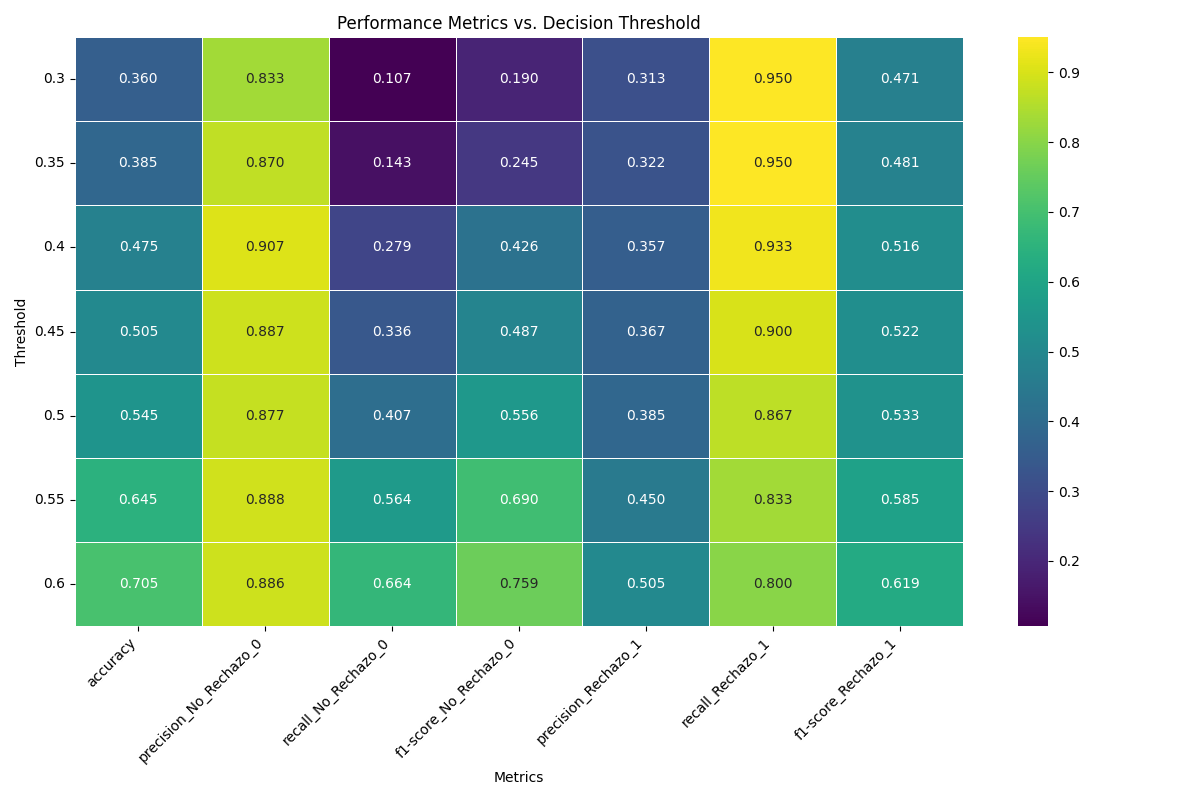 Performance Metrics vs. Decision Threshold
0.3 0.360 0.833 0.107 0.190 0.313 0.950 0.471
0.35 0.385 0.870 0.143 0.245 0.322 0.950 0.481
0.4 0.475 0.907 0.279 0.426 0.357 0.933 0.516
0.45 0.505 0.887 0.336 0.487 0.367 0.900 0.522
0.5 0.545 0.877 0.407 0.556 0.385 0.867 0.533
0.55 0.645 0.888 0.564 0.690 0.450 0.833 0.585
0.6 0.705 0.886 0.664 0.759 0.505 0.800 0.619
Threshold
accuracy
precision_No_Rechazo_0
recall_No_Rechazo_0
f1-score_No_Rechazo_0
precision_Rechazo_1
recall_Rechazo_1
f1-score_Rechazo_1
Metrics
0.9
0.8
0.7
0.6
0.5
0.4
0.3
0.2